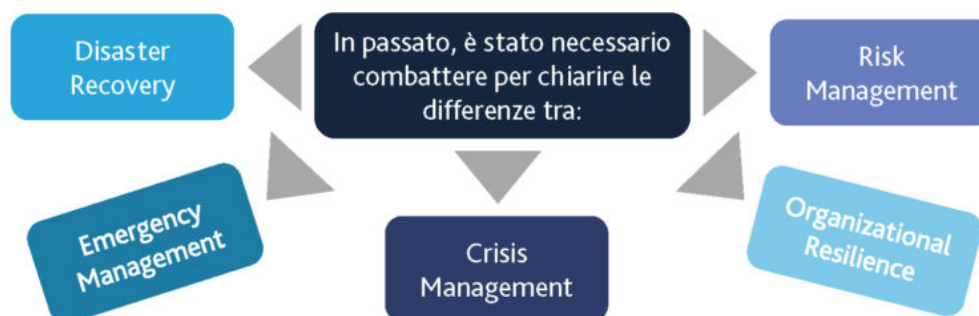 In passato, è stato necessario
combattere per chiarire le
differenze tra:
Disaster
Recovery
Risk
Management
Emergency
Management
Crisis
Management
Organizational
Resilience